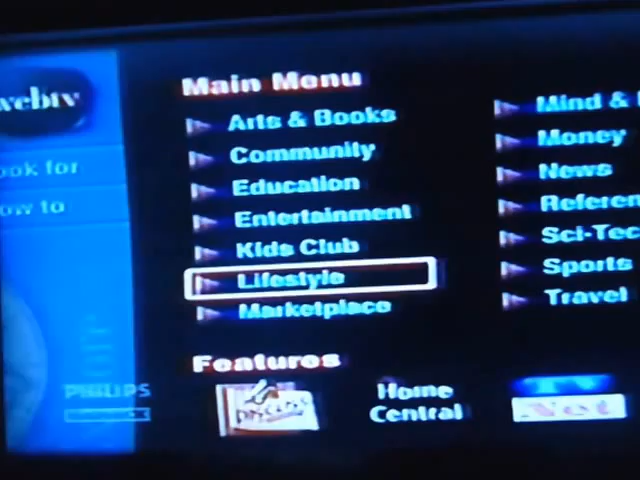 webtv
ook for
ow to
PHILIPS
Main Menu
Arts & Books
Community
Education
Entertainment
Kids Club
Lifestyle
Marketplace
Mind &
Money
News
Referen
Sci-Tec
Sports
Travel
Features
Home
Central
TV